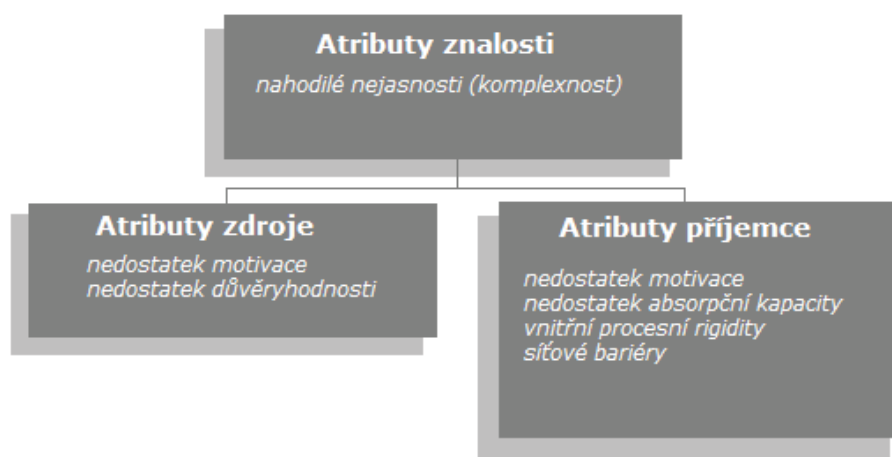 Atributy znalosti
nahodilé nejasnosti (komplexnost)
Atributy zdroje
nedostatek motivace
nedostatek důvěryhodnosti
Atributy příjemce
nedostatek motivace
nedostatek absorpční kapacity
vnitřní procesní rigidity
síťové bariéry